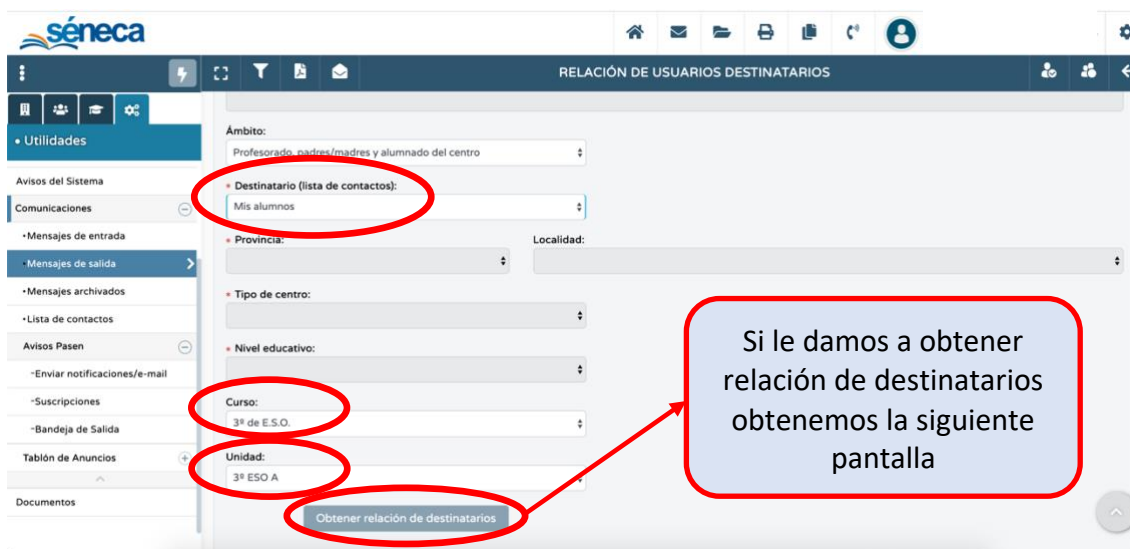 séneca
RELACIÓN DE USUARIOS DESTINATARIOS
• Utilidades
Avisos del Sistema
Comunicaciones
•Mensajes de entrada
•Mensajes de salida
•Mensajes archivados
•Lista de contactos
Avisos Pasen
-Enviar notificaciones/e-mail
-Suscripciones
-Bandeja de Salida
Tablón de Anuncios
Documentos
Ámbito:
Profesorado, padres/madres y alumnado del centro
* Destinatario (lista de contactos):
Mis alumnos
* Provincia: Localidad:
* Tipo de centro:
* Nivel educativo:
Curso:
3º de E.S.O.
Unidad:
3º ESO A
Obtener relación de destinatarios
Si le damos a obtener
relación de destinatarios
obtenemos la siguiente
pantalla